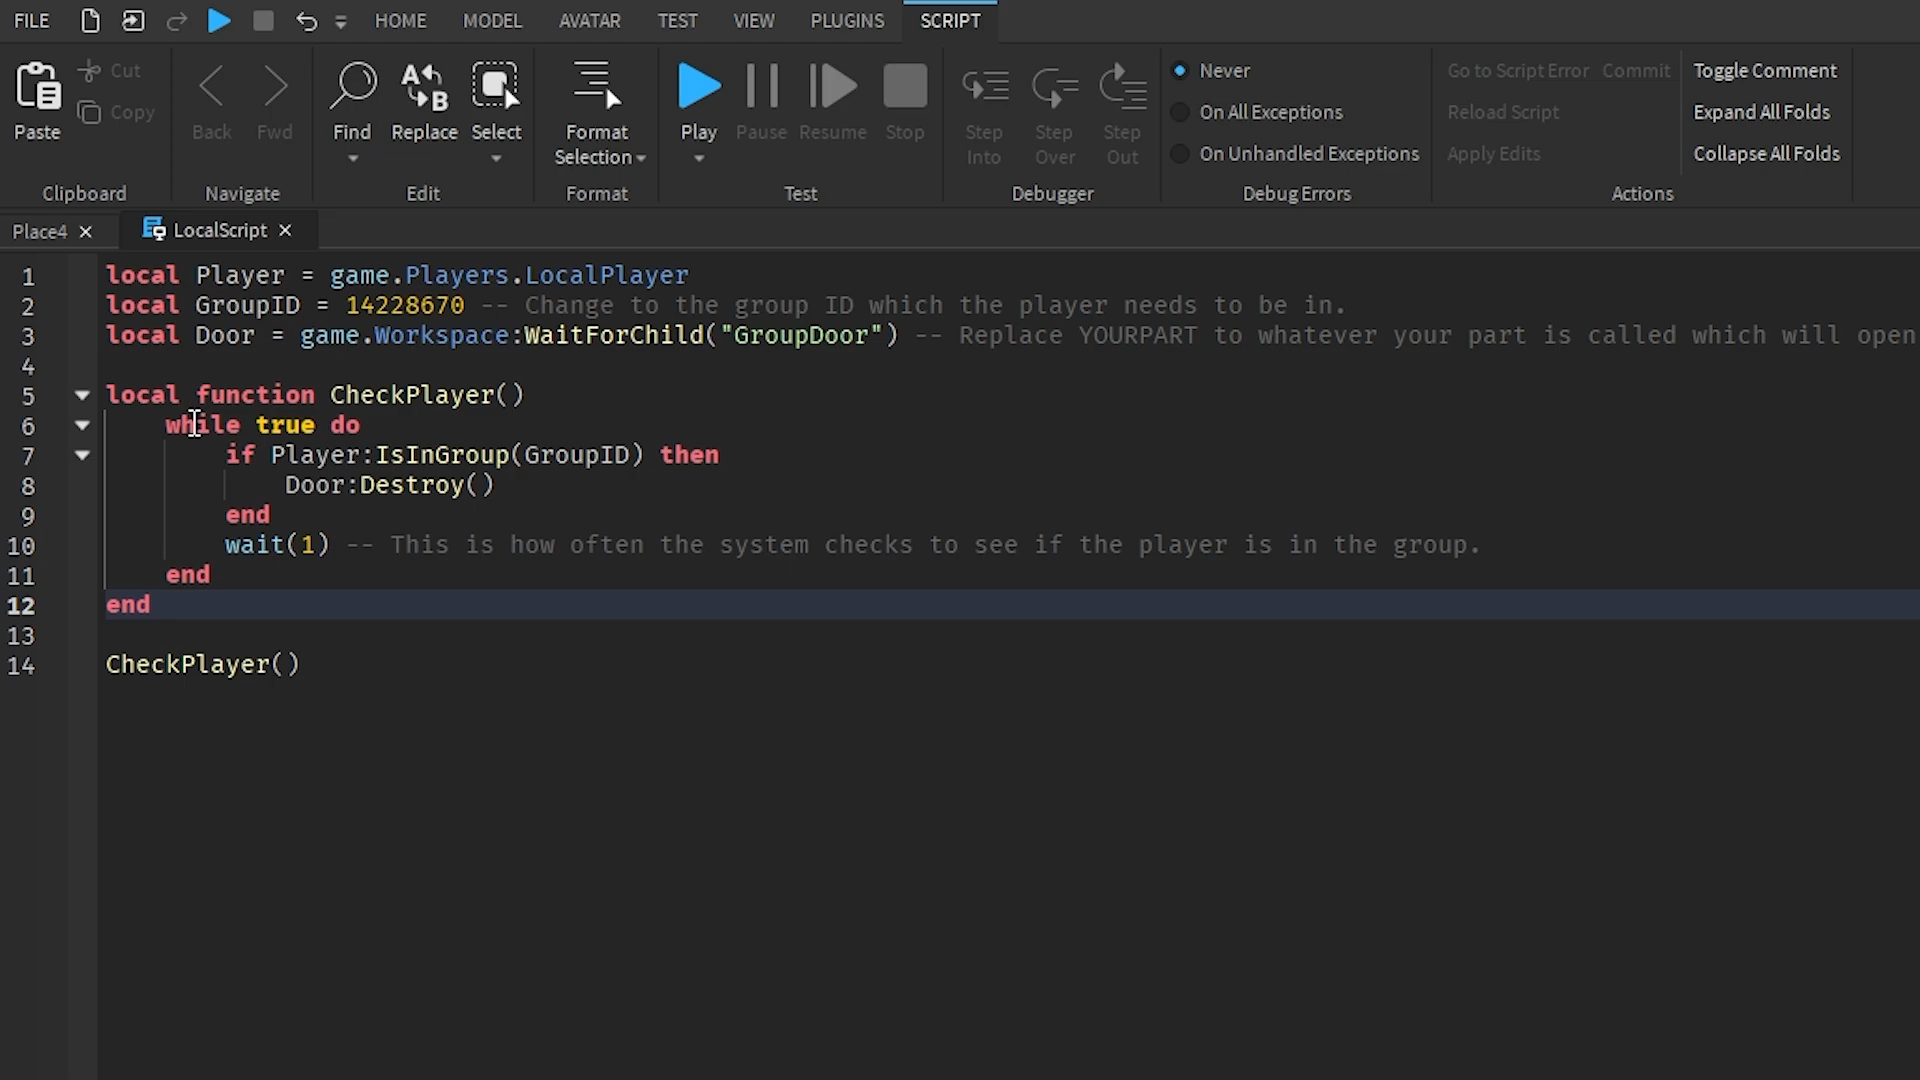 FILE HOME MODEL AVATAR TEST VIEW PLUGINS SCRIPT
Paste Cut Copy
Clipboard
Back Fwd
Navigate
Find Replace Select
Edit
Format Selection
Format
Play Pause Resume Stop
Test
Step Into Step Over Step Out
Debugger
Never
On All Exceptions
On Unhandled Exceptions
Debug Errors
Go to Script Error Commit Toggle Comment
Reload Script Expand All Folds
Apply Edits Collapse All Folds
Actions
Place4 LocalScript
1 local Player = game.Players.LocalPlayer
2 local GroupID = 14228670 -- Change to the group ID which the player needs to be in.
3 local Door = game.Workspace:WaitForChild("GroupDoor") -- Replace YOURPART to whatever your part is called which will open
4
5 local function CheckPlayer()
6 while true do
7 if Player:IsInGroup(GroupID) then
8 Door:Destroy()
9 end
10 wait(1) -- This is how often the system checks to see if the player is in the group.
11 end
12 end
13
14 CheckPlayer()